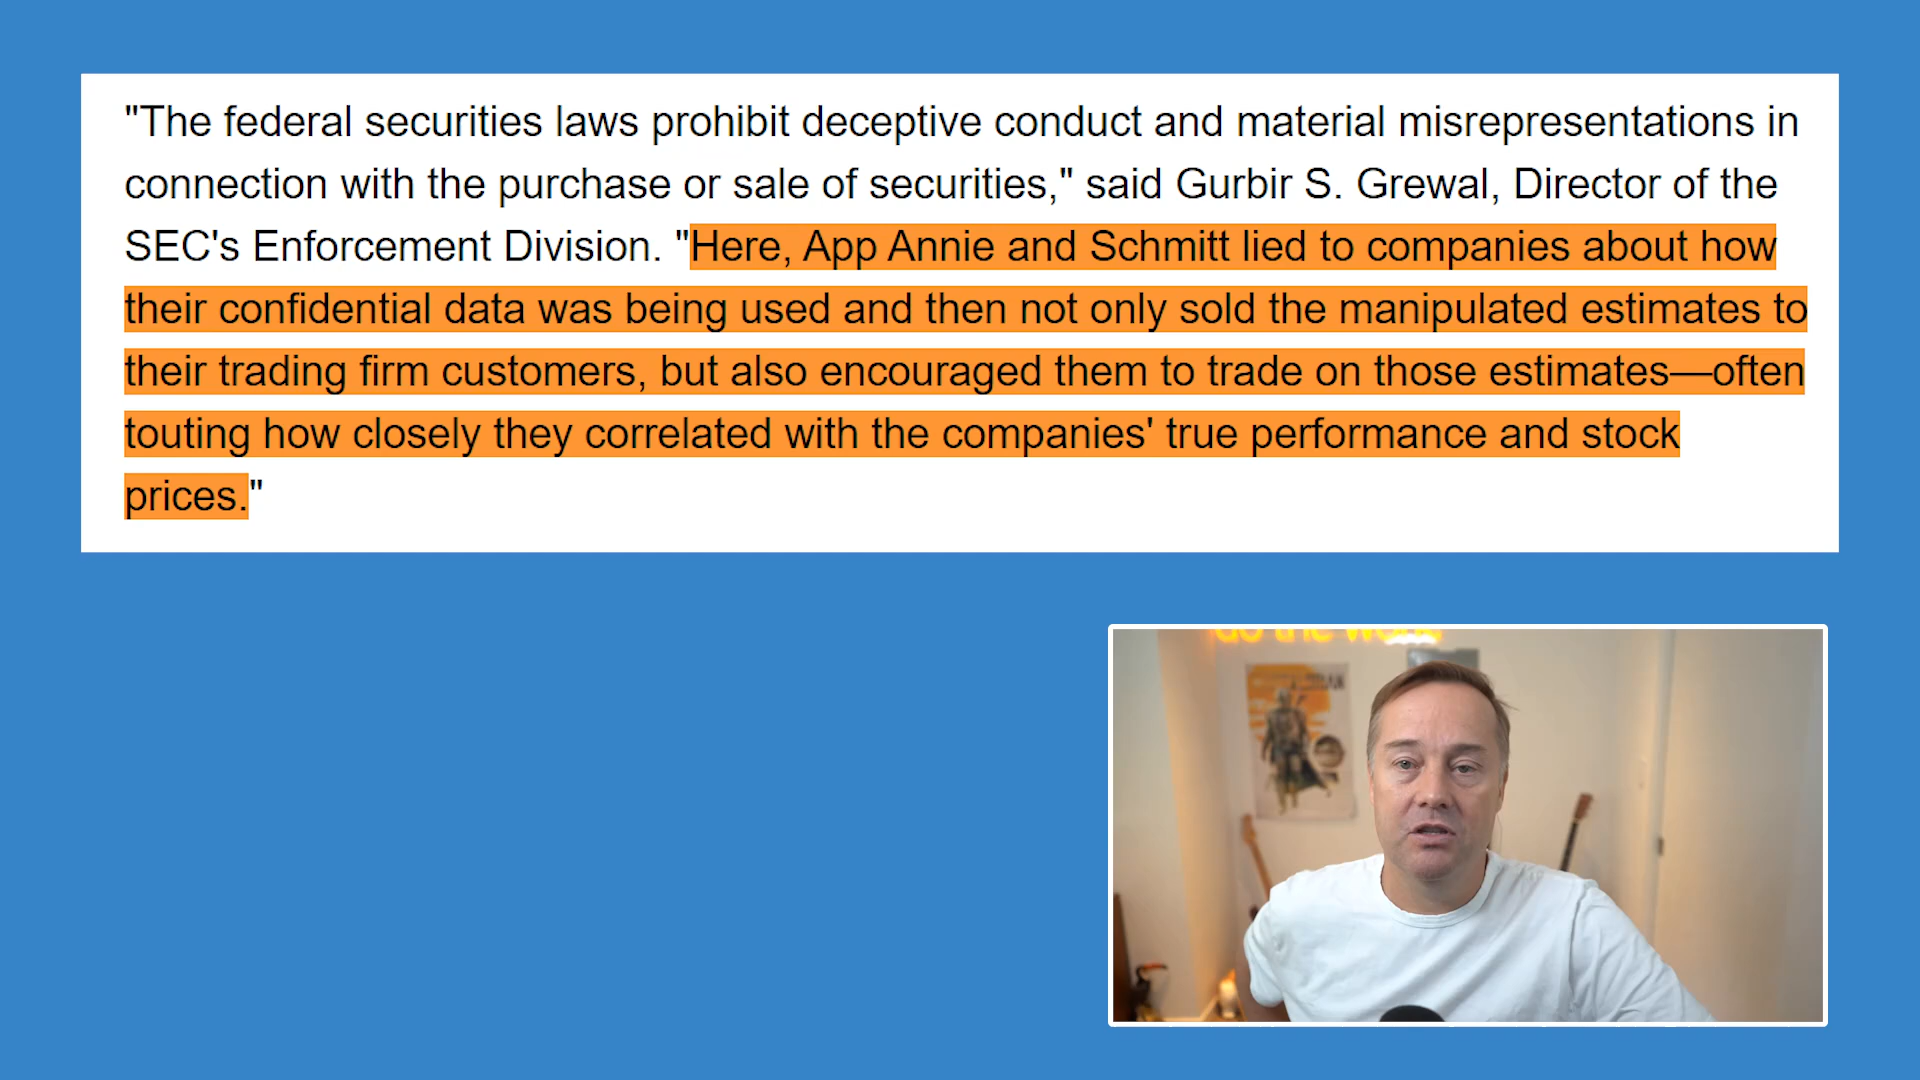 "The federal securities laws prohibit deceptive conduct and material misrepresentations in
connection with the purchase or sale of securities," said Gurbir S. Grewal, Director of the
SEC's Enforcement Division. "Here, App Annie and Schmitt lied to companies about how
their confidential data was being used and then not only sold the manipulated estimates to
their trading firm customers, but also encouraged them to trade on those estimates—often
touting how closely they correlated with the companies' true performance and stock
prices."
do the work